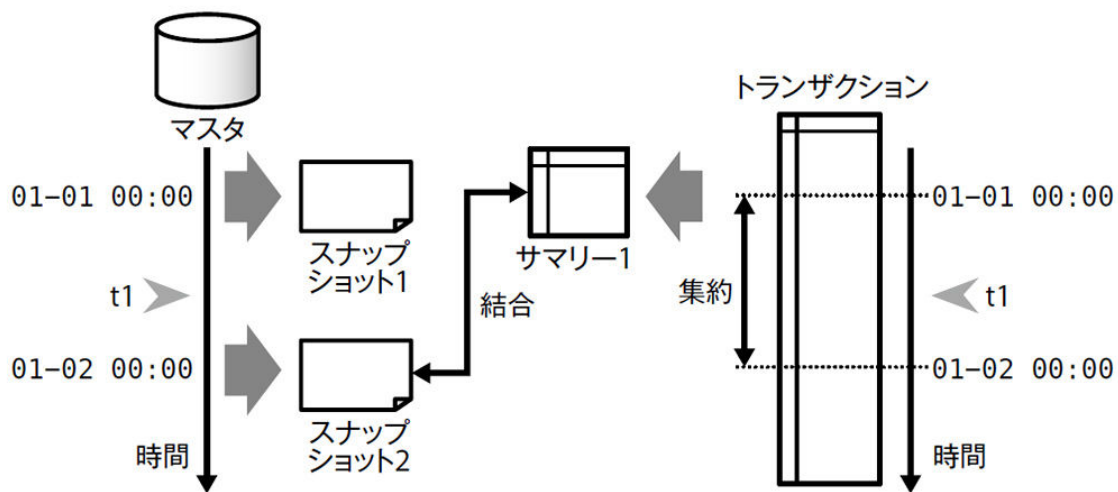 マスタ
トランザクション
01-01 00:00
スナップ
ショット1
サマリー1
01-01 00:00
t1
結合
集約
t1
01-02 00:00
スナップ
ショット2
01-02 00:00
時間
時間